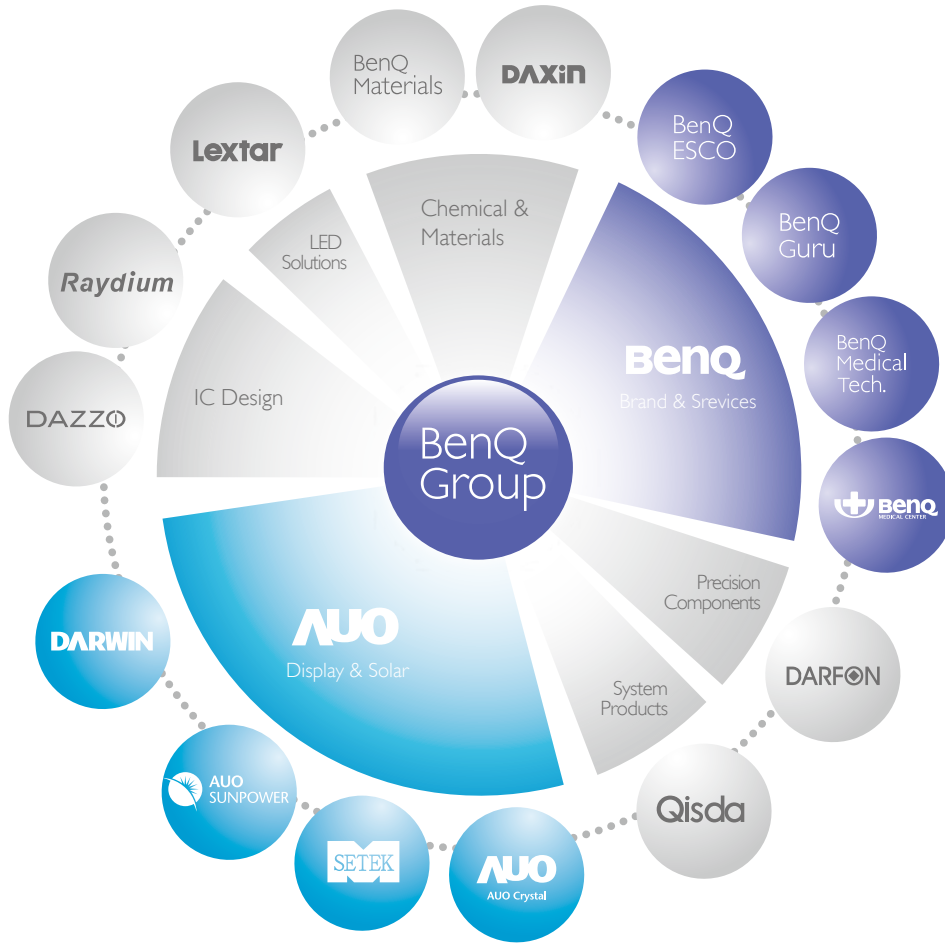 BenQ
Materials
DAXiN
BenQ
ESCO
Lextar
BenQ
Guru
Chemical &
Materials
LED
Solutions
Raydium
BenQ
Medical
Tech.
BenQ
Brand & Srevices
IC Design
DAZZO
BenQ
Group
BenQ
MEDICAL CENTER
Precision
Components
DARWIN
AUO
Display & Solar
System
Products
DARFON
AUO
SUNPOWER
Qisda
SETEK
AUO
AUO Crystal